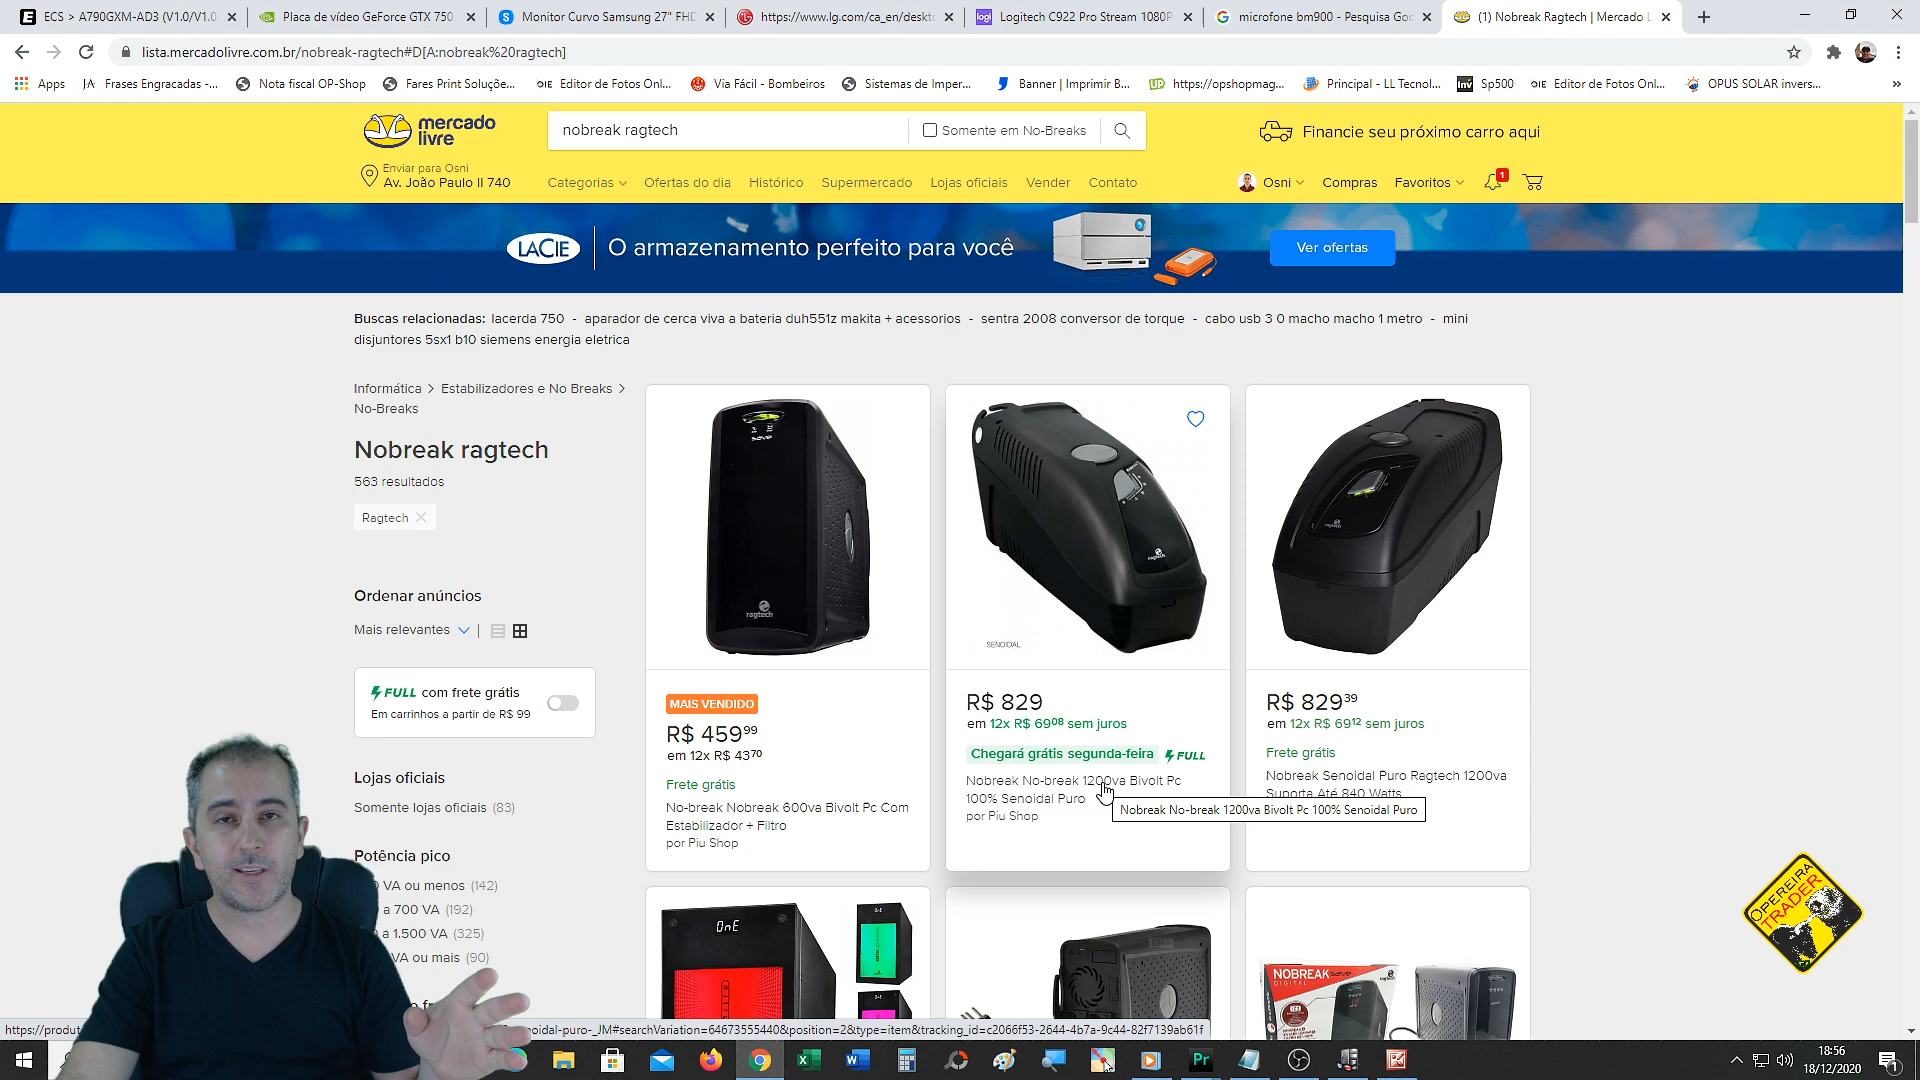 ECS > A790GXM-AD3 (V1.0/V1.0
Placa de vídeo GeForce GTX 750
Monitor Curvo Samsung 27" FHD
https://www.lg.com/ca_en/deskto
Logitech C922 Pro Stream 1080P
microfone bm900 - Pesquisa Goo
(1) Nobreak Ragtech | Mercado L
lista.mercadolivre.com.br/nobreak-ragtech#D[A:nobreak%20ragtech]
Apps
Frases Engracadas -...
Nota fiscal OP-Shop
Fares Print Soluçõe...
Editor de Fotos Onl...
Via Fácil - Bombeiros
Sistemas de Imper...
Banner | Imprimir B...
https://opshopmag...
Principal - LL Tecnol...
Sp500
Editor de Fotos Onl...
OPUS SOLAR invers...
mercado
livre
nobreak ragtech
Somente em No-Breaks
Financie seu próximo carro aqui
Enviar para Osni
Av. João Paulo II 740
Categorias
Ofertas do dia
Histórico
Supermercado
Lojas oficiais
Vender
Contato
Osni
Compras
Favoritos
1
LACIE
O armazenamento perfeito para você
Ver ofertas
Buscas relacionadas: lacerda 750 - aparador de cerca viva a bateria duh551z makita + acessorios - sentra 2008 conversor de torque - cabo usb 3 0 macho macho 1 metro - mini
disjuntores 5sx1 b10 siemens energia eletrica
Informática > Estabilizadores e No Breaks >
No-Breaks
Nobreak ragtech
563 resultados
Ragtech
Ordenar anúncios
Mais relevantes
FULL com frete grátis
Em carrinhos a partir de R$ 99
Lojas oficiais
Somente lojas oficiais (83)
Potência pico
VA ou menos (142)
a 700 VA (192)
a 1.500 VA (325)
VA ou mais (90)
ragtech
MAIS VENDIDO
R$ 459⁹⁹
em 12x R$ 43⁷⁰
Frete grátis
No-break Nobreak 600va Bivolt Pc Com
Estabilizador + Filtro
por Piu Shop
ragtech
SENOIDAL
R$ 829
em 12x R$ 69⁰⁸ sem juros
Chegará grátis segunda-feira FULL
Nobreak No-break 1200va Bivolt Pc
100% Senoidal Puro
por Piu Shop
ragtech
R$ 829³⁹
em 12x R$ 69¹² sem juros
Frete grátis
Nobreak Senoidal Puro Ragtech 1200va
Suporta Até 840 Watts
Nobreak No-break 1200va Bivolt Pc 100% Senoidal Puro
OnE
NOBREAK
DIGITAL
OPEREIRA
TRADER
https://produt
noidal-puro-_JM#searchVariation=64673555440&position=2&type=item&tracking_id=c2066f53-2644-4b7a-9c44-82f7139ab61f
18:56
18/12/2020
1